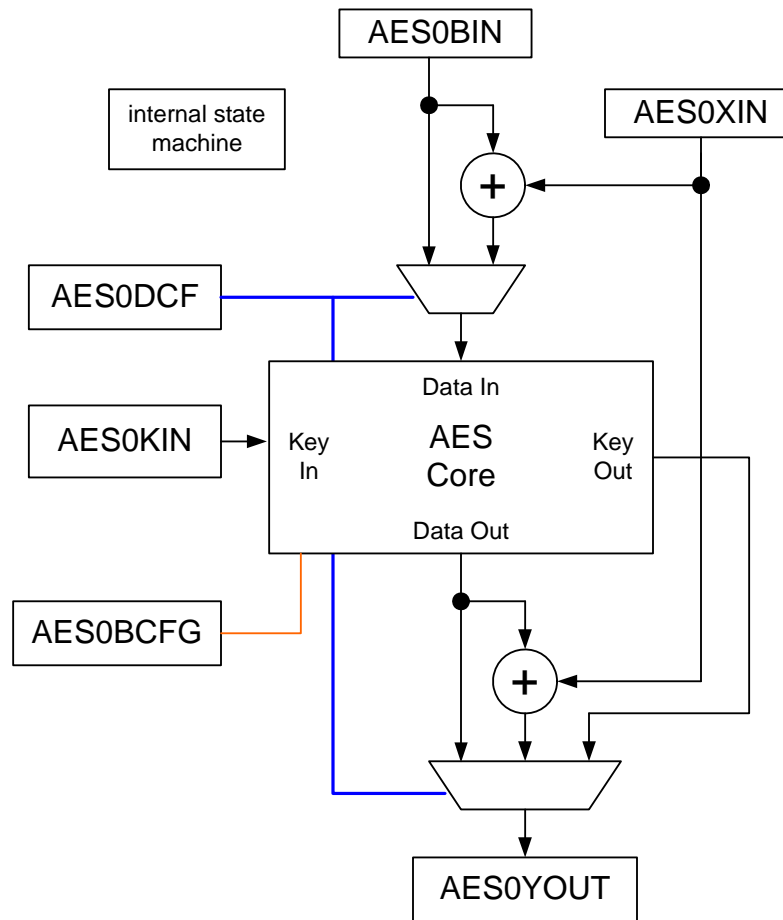 AES0BIN
internal state
machine
AES0XIN
+
AES0DCF
Data In
AES0KIN
Key
In
AES
Core
Key
Out
Data Out
AES0BCFG
+
AES0YOUT